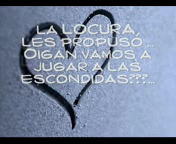 LA LOCURA,
LES PROPUSO...
OIGAN VAMOS A
JUGAR A LAS
ESCONDIDAS???...